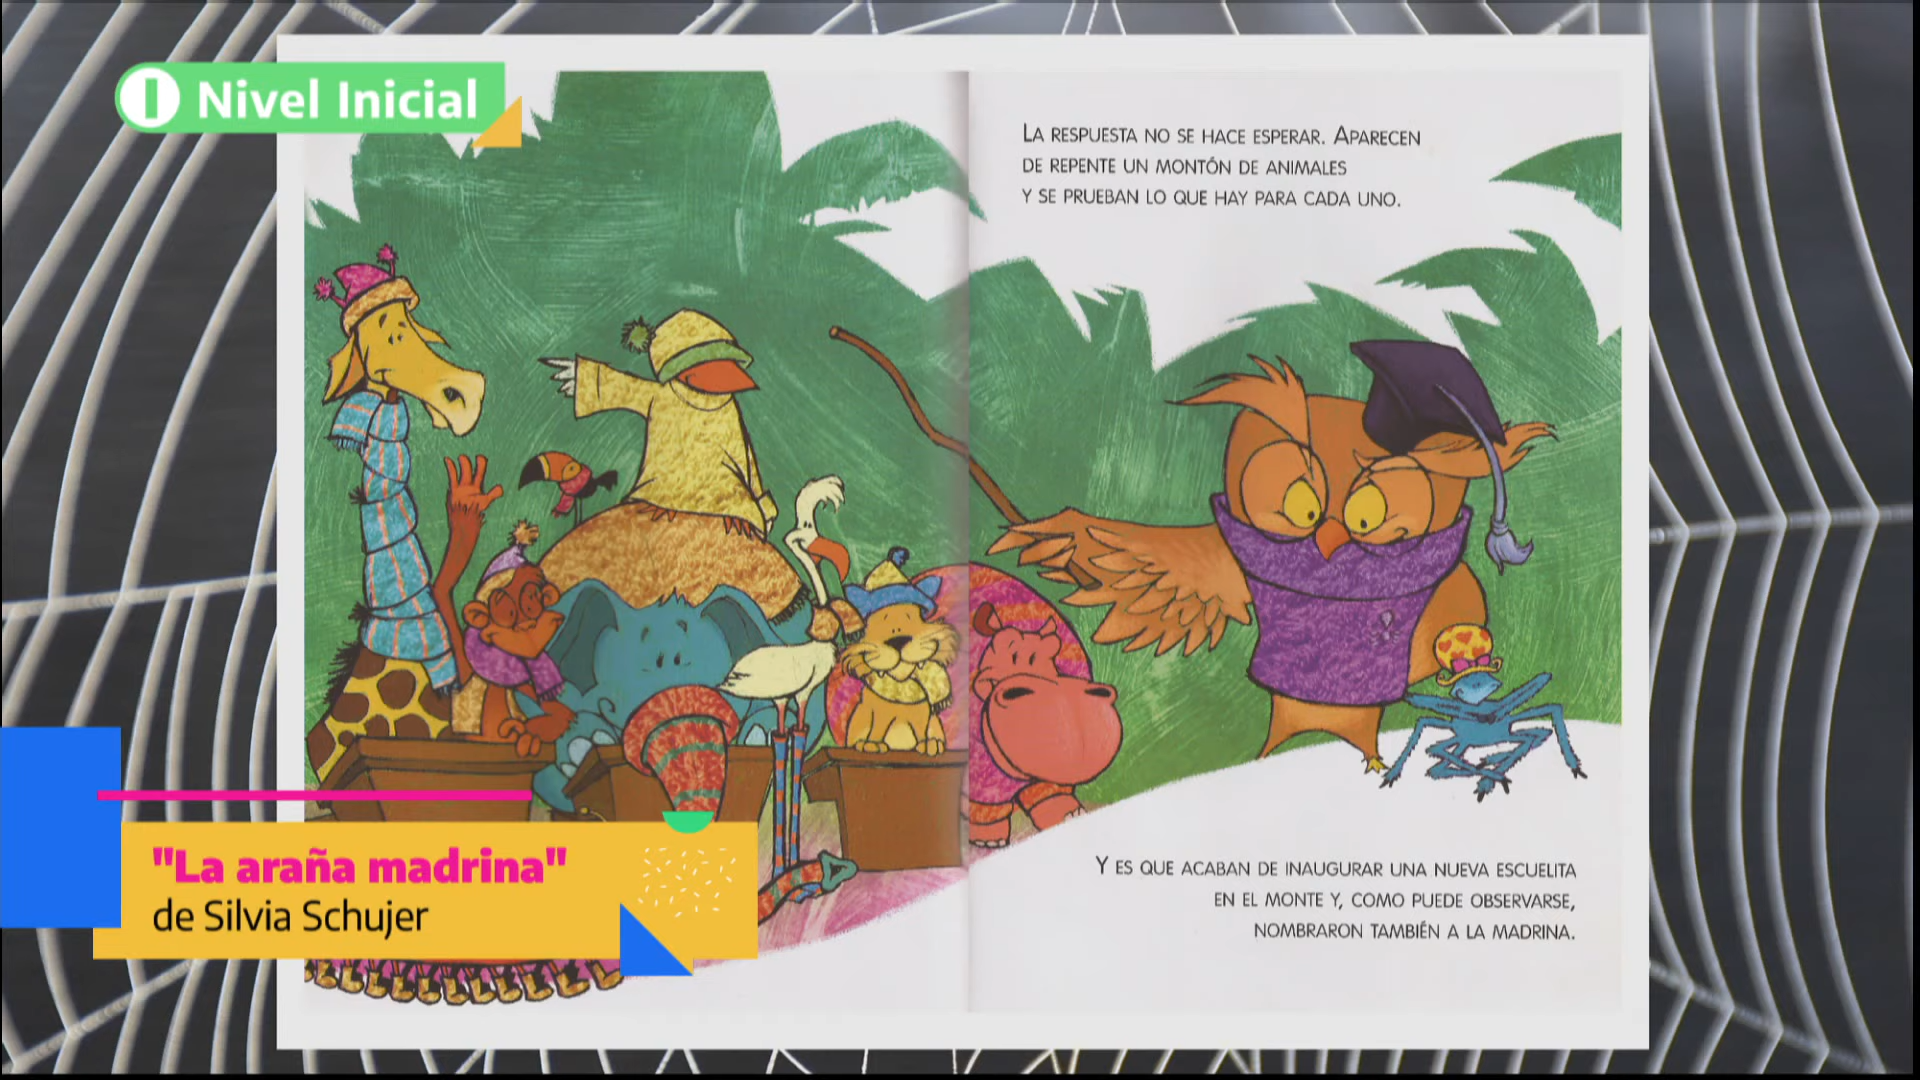 Nivel Inicial
La respuesta no se hace esperar. Aparecen
de repente un montón de animales
y se prueban lo que hay para cada uno.
"La araña madrina"
de Silvia Schujer
Y es que acaban de inaugurar una nueva escuelita
en el monte y, como puede observarse,
nombraron también a la madrina.